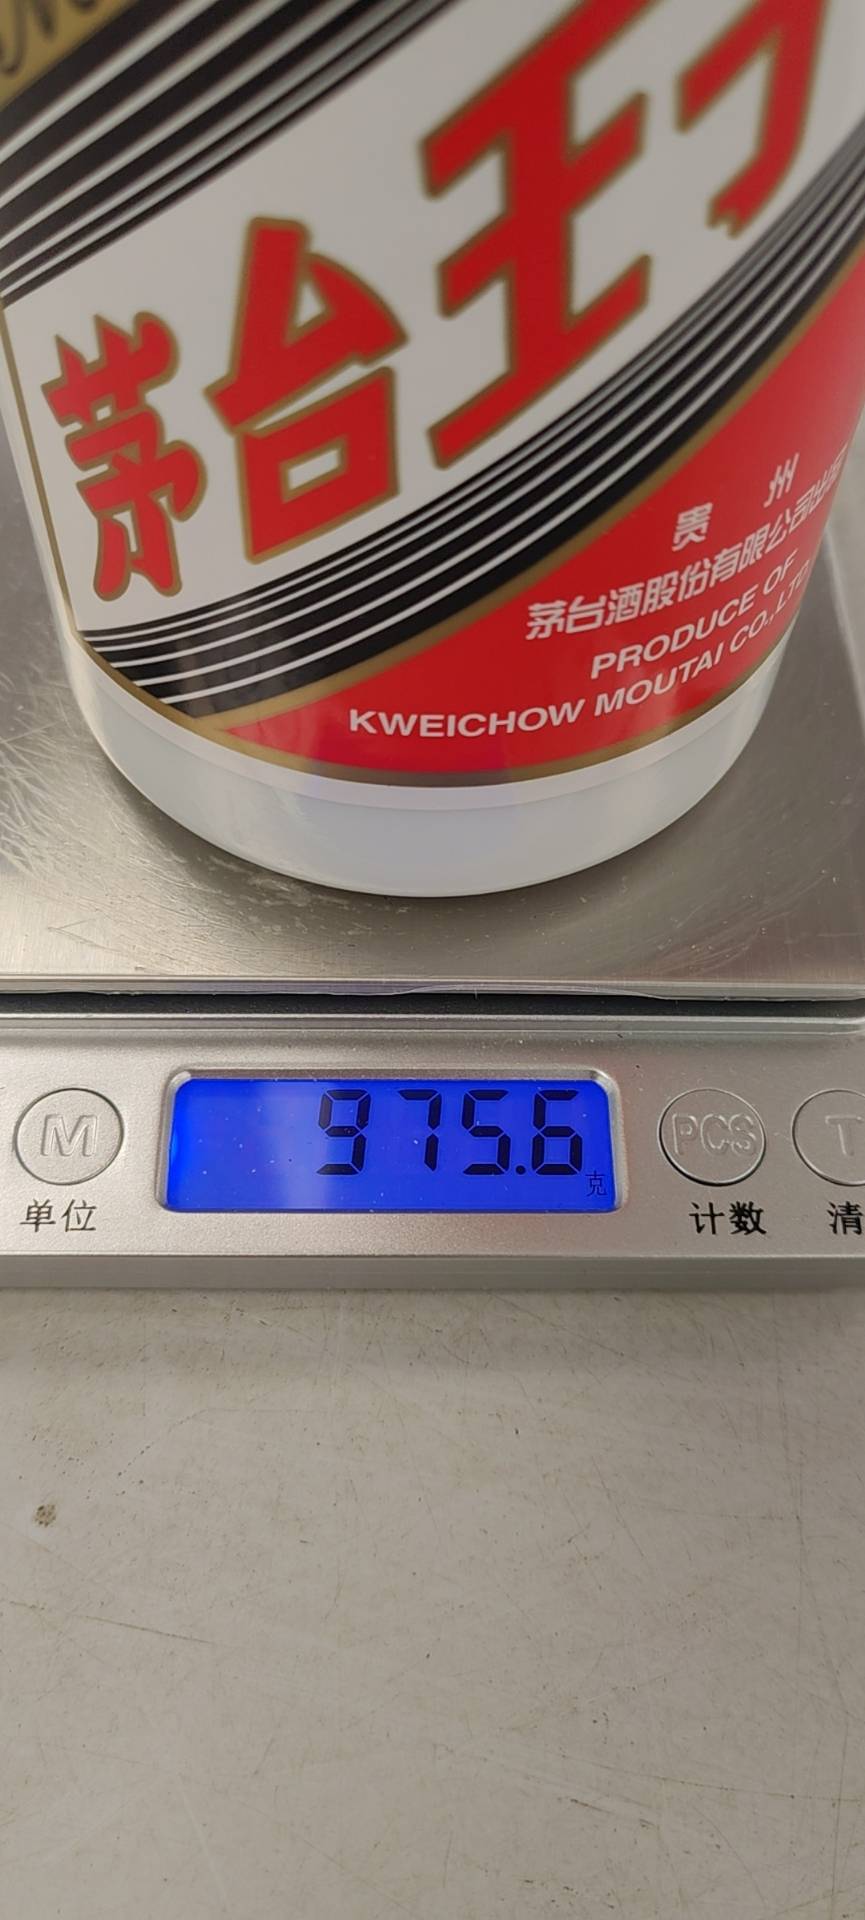 茅台王子
贵 州
茅台酒股份有限公司出品
PRODUCE OF
KWEICHOW MOUTAI CO.,LTD.
975.6
克
M
PCS
T
单位
计数
清